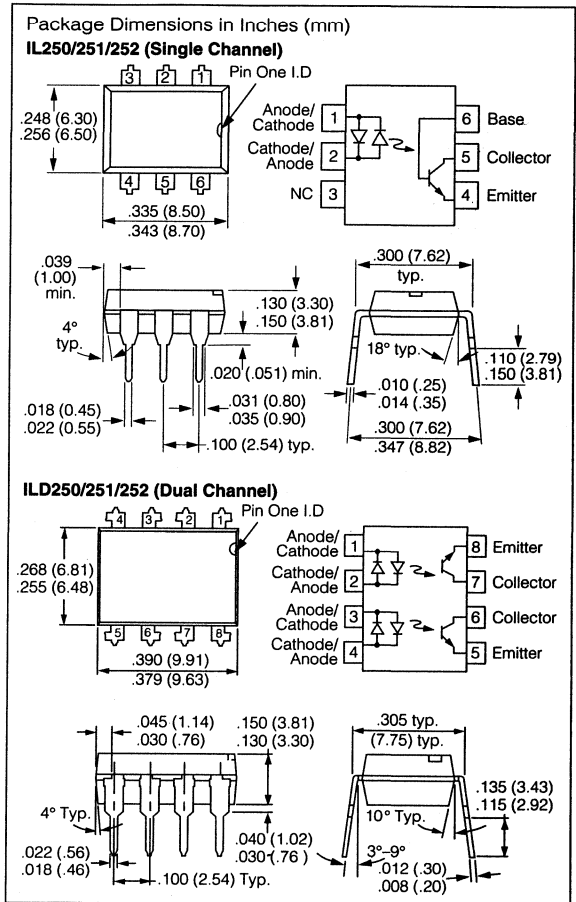 Package Dimensions in Inches (mm)
IL250/251/252 (Single Channel)
3 2 1
Pin One I.D
.248 (6.30)
.256 (6.50)
4 5 6
.335 (8.50)
.343 (8.70)
Anode/
Cathode
1
Cathode/
Anode
2
NC 3
6 Base
5 Collector
4 Emitter
.039
(1.00)
min.
4°
typ.
.130 (3.30)
.150 (3.81)
.020 (.051) min.
.018 (0.45)
.022 (0.55)
.031 (0.80)
.035 (0.90)
.100 (2.54) typ.
.300 (7.62)
typ.
18° typ.
.110 (2.79)
.150 (3.81)
.010 (.25)
.014 (.35)
.300 (7.62)
.347 (8.82)
ILD250/251/252 (Dual Channel)
4 3 2 1
Pin One I.D
.268 (6.81)
.255 (6.48)
5 6 7 8
.390 (9.91)
.379 (9.63)
Anode/
Cathode
1
Cathode/
Anode
2
Anode/
Cathode
3
Cathode/
Anode
4
8 Emitter
7 Collector
6 Collector
5 Emitter
.045 (1.14)
.030 (.76)
.150 (3.81)
.130 (3.30)
4° Typ.
.040 (1.02)
.030 (.76 )
.022 (.56)
.018 (.46)
.100 (2.54) Typ.
.305 typ.
(7.75) typ.
10° Typ.
.135 (3.43)
.115 (2.92)
3°–9°
.012 (.30)
.008 (.20)